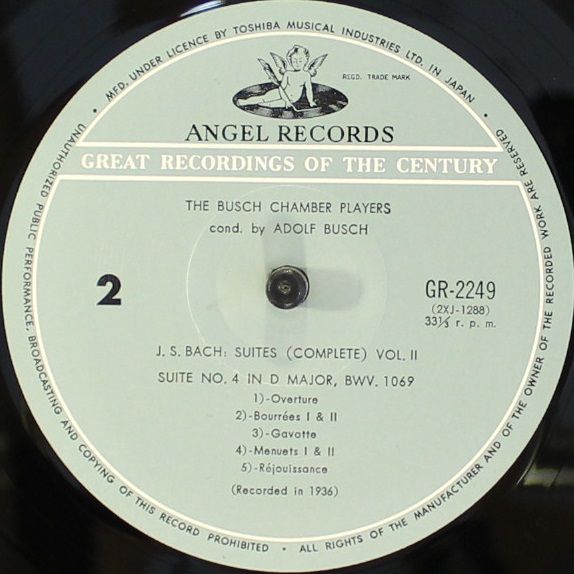 MFD. UNDER LICENCE BY TOSHIBA MUSICAL INDUSTRIES LTD. IN JAPAN •
REGD. TRADE MARK
ANGEL RECORDS
GREAT RECORDINGS OF THE CENTURY
THE BUSCH CHAMBER PLAYERS
cond. by ADOLF BUSCH
2
GR-2249
(2XJ-1288)
33⅓ r. p. m.
J. S. BACH: SUITES (COMPLETE) VOL. II
SUITE NO. 4 IN D MAJOR, BWV. 1069
1)-Overture
2)-Bourrées I & II
3)-Gavotte
4)-Menuets I & II
5)-Réjouissance
(Recorded in 1936)
• UNAUTHORIZED PUBLIC PERFORMANCE, BROADCASTING AND COPYING OF THIS RECORD PROHIBITED • ALL RIGHTS OF THE MANUFACTURER AND OF THE OWNER OF THE RECORDED WORK ARE RESERVED